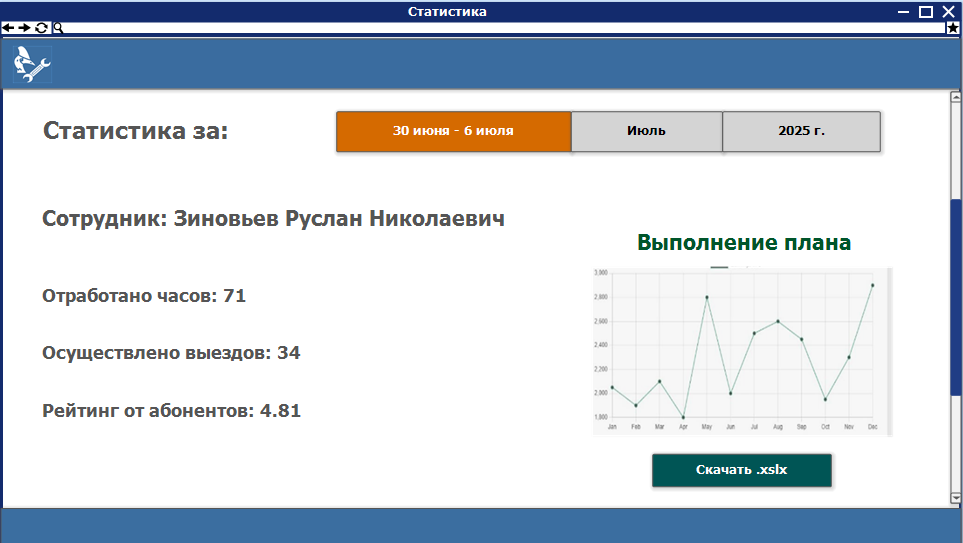 Статистика
Статистика за:
30 июня - 6 июля
Июль
2025 г.
Сотрудник: Зиновьев Руслан Николаевич
Выполнение плана
Отработано часов: 71
Осуществлено выездов: 34
Рейтинг от абонентов: 4.81
3,000
2,800
2,600
2,400
2,200
2,000
1,800
Jan Feb Mar Apr May Jun Jul Aug Sep Oct Nov Dec
Скачать .xslx